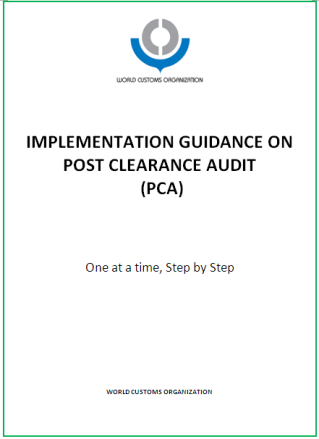 WORLD CUSTOMS ORGANIZATION
IMPLEMENTATION GUIDANCE ON
POST CLEARANCE AUDIT
(PCA)
One at a time, Step by Step
WORLD CUSTOMS ORGANIZATION